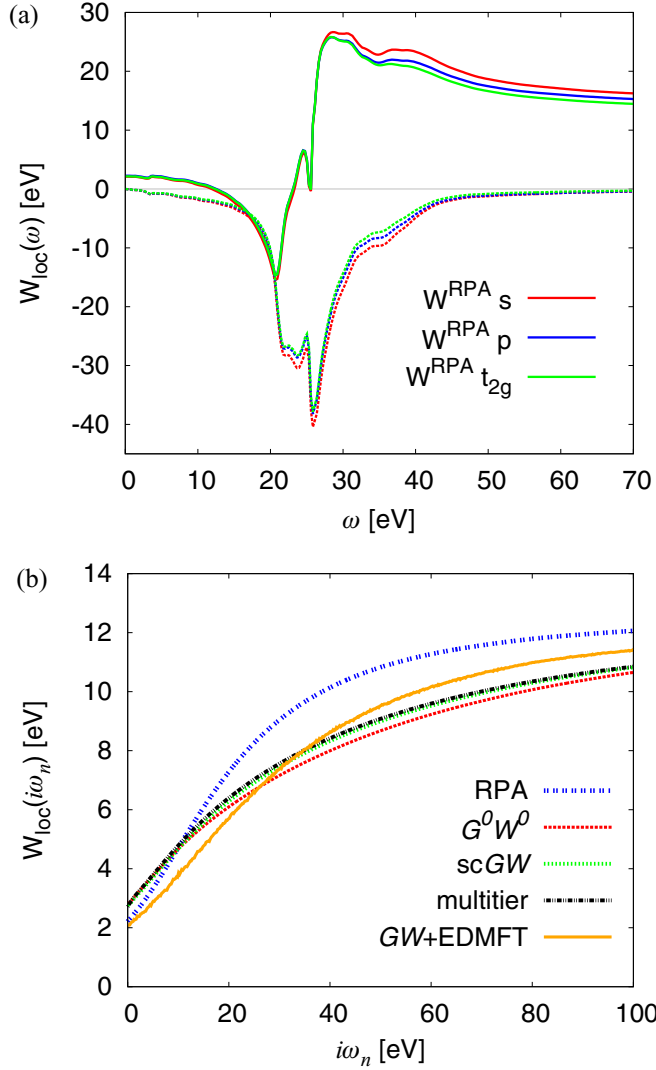 (a)
30
20
10
0
-10
-20
-30
-40
W_loc(ω) [eV]
W^RPA s
W^RPA p
W^RPA t_2g
0 10 20 30 40 50 60 70
ω [eV]
(b)
14
12
10
8
6
4
2
0
W_loc(iω_n) [eV]
RPA
G^0W^0
scGW
multitier
GW+EDMFT
0 20 40 60 80 100
iω_n [eV]